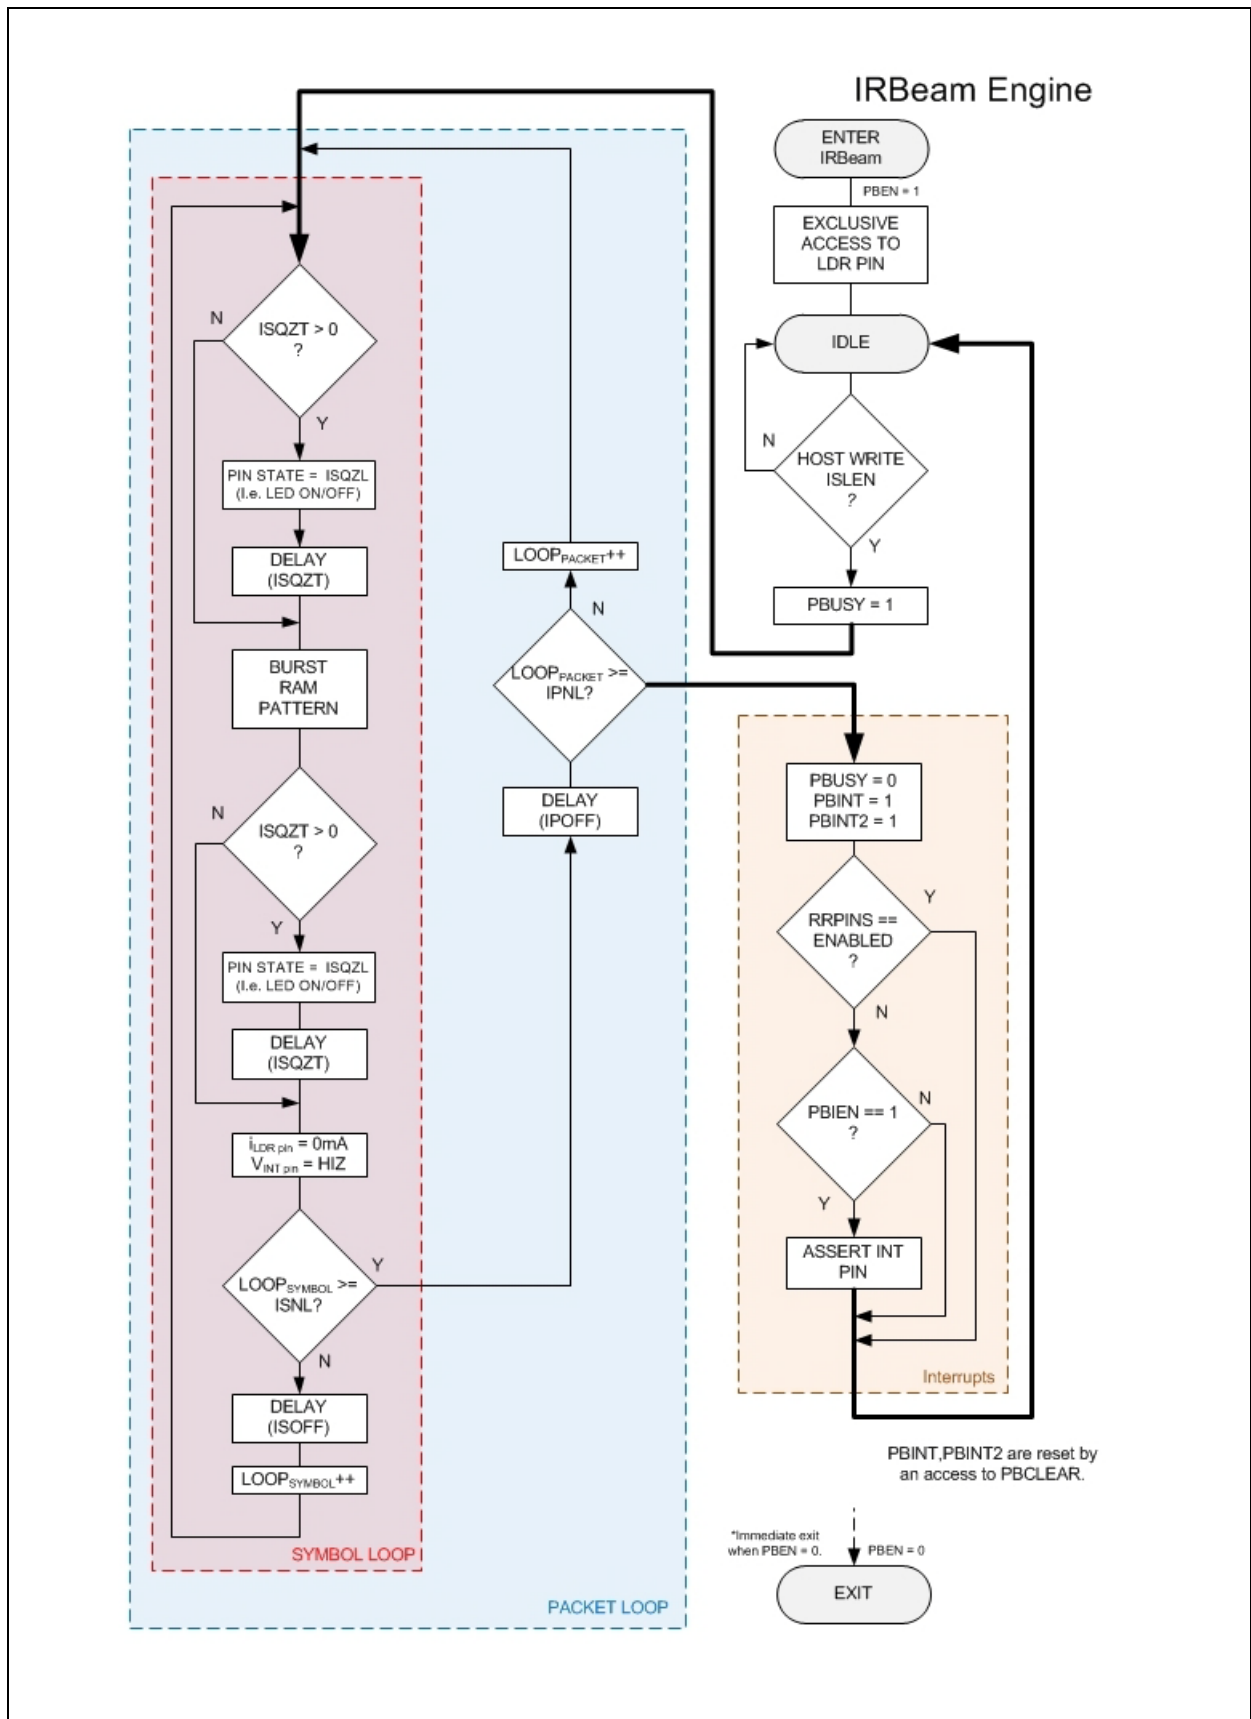 IRBeam Engine
ENTER
IRBeam
PBEN = 1
EXCLUSIVE
ACCESS TO
LDR PIN
IDLE
N
HOST WRITE
ISLEN
?
Y
PBUSY = 1
N
ISQZT > 0
?
Y
PIN STATE = ISQZL
(I.e. LED ON/OFF)
DELAY
(ISQZT)
BURST
RAM
PATTERN
N
ISQZT > 0
?
Y
PIN STATE = ISQZL
(I.e. LED ON/OFF)
DELAY
(ISQZT)
iLDR pin = 0mA
VINT pin = HIZ
LOOPSYMBOL >=
ISNL?
Y
N
DELAY
(ISOFF)
LOOPSYMBOL++
SYMBOL LOOP
DELAY
(IPOFF)
LOOPPACKET >=
IPNL?
N
LOOPPACKET++
PACKET LOOP
PBUSY = 0
PBINT = 1
PBINT2 = 1
RRPINS ==
ENABLED
?
Y
N
PBIEN == 1
?
N
Y
ASSERT INT
PIN
Interrupts
PBINT,PBINT2 are reset by
an access to PBCLEAR.
*Immediate exit
when PBEN = 0.
PBEN = 0
EXIT